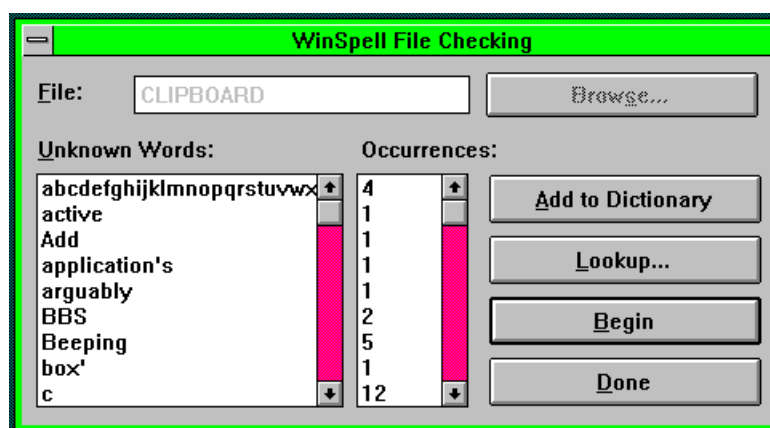 WinSpell File Checking
File: CLIPBOARD Browse...
Unknown Words: Occurrences:
abcdefghijklmnopqrstuvwx 4
active 1
Add 1
application's 1
arguably 1
BBS 2
Beeping 5
box' 1
c 12
Add to Dictionary
Lookup...
Begin
Done